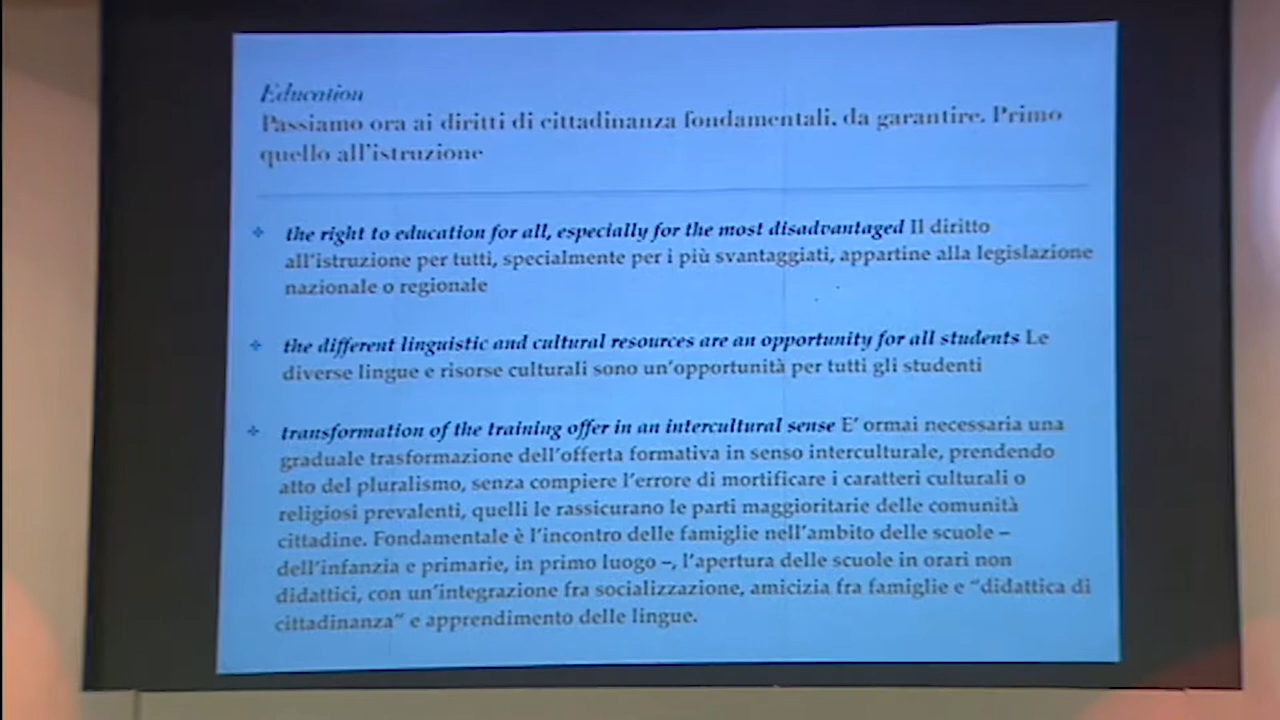 Education
Passiamo ora ai diritti di cittadinanza fondamentali, da garantire. Primo
quello all'istruzione
the right to education for all, especially for the most disadvantaged Il diritto
all'istruzione per tutti, specialmente per i più svantaggiati, appartine alla legislazione
nazionale o regionale
the different linguistic and cultural resources are an opportunity for all students Le
diverse lingue e risorse culturali sono un'opportunità per tutti gli studenti
transformation of the training offer in an intercultural sense E' ormai necessaria una
graduale trasformazione dell'offerta formativa in senso interculturale, prendendo
atto del pluralismo, senza compiere l'errore di mortificare i caratteri culturali o
religiosi prevalenti, quelli le rassicurano le parti maggioritarie delle comunità
cittadine. Fondamentale è l'incontro delle famiglie nell'ambito delle scuole –
dell'infanzia e primarie, in primo luogo –, l'apertura delle scuole in orari non
didattici, con un'integrazione fra socializzazione, amicizia fra famiglie e "didattica di
cittadinanza" e apprendimento delle lingue.